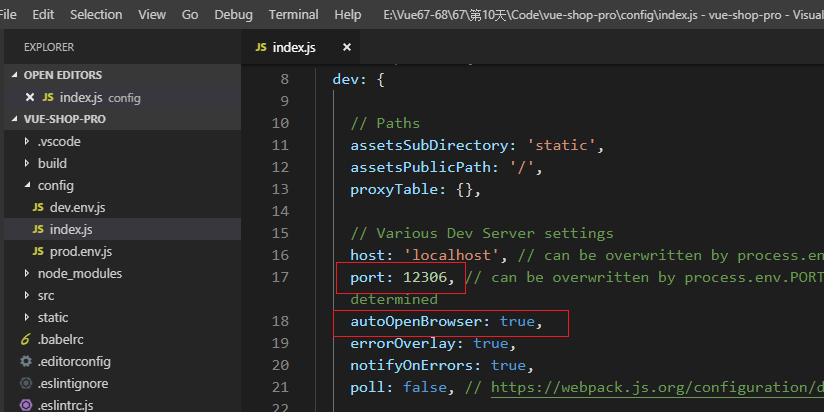 File Edit View Go Debug Terminal Help E:\Vue67-68\67\第10天\Code\vue-shop-pro\config\index.js - vue-shop-pro - Visual
EXPLORER
OPEN EDITORS
JS index.js config
VUE-SHOP-PRO
.vscode
build
config
JS dev.env.js
JS index.js
JS prod.env.js
node_modules
src
static
.babelrc
.editorconfig
.eslintignore
.eslintrc.js
JS index.js
8 dev: {
9
10 // Paths
11 assetsSubDirectory: 'static',
12 assetsPublicPath: '/',
13 proxyTable: {},
14
15 // Various Dev Server settings
16 host: 'localhost', // can be overwritten by process.en
17 port: 12306, // can be overwritten by process.env.PORT
determined
18 autoOpenBrowser: true,
19 errorOverlay: true,
20 notifyOnErrors: true,
21 poll: false, // https://webpack.js.org/configuration/d
22